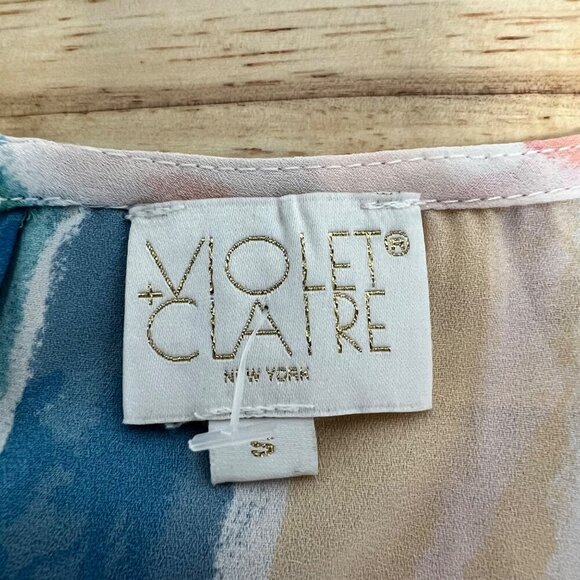 VIOLET®
+CLAIRE
NEW YORK
S